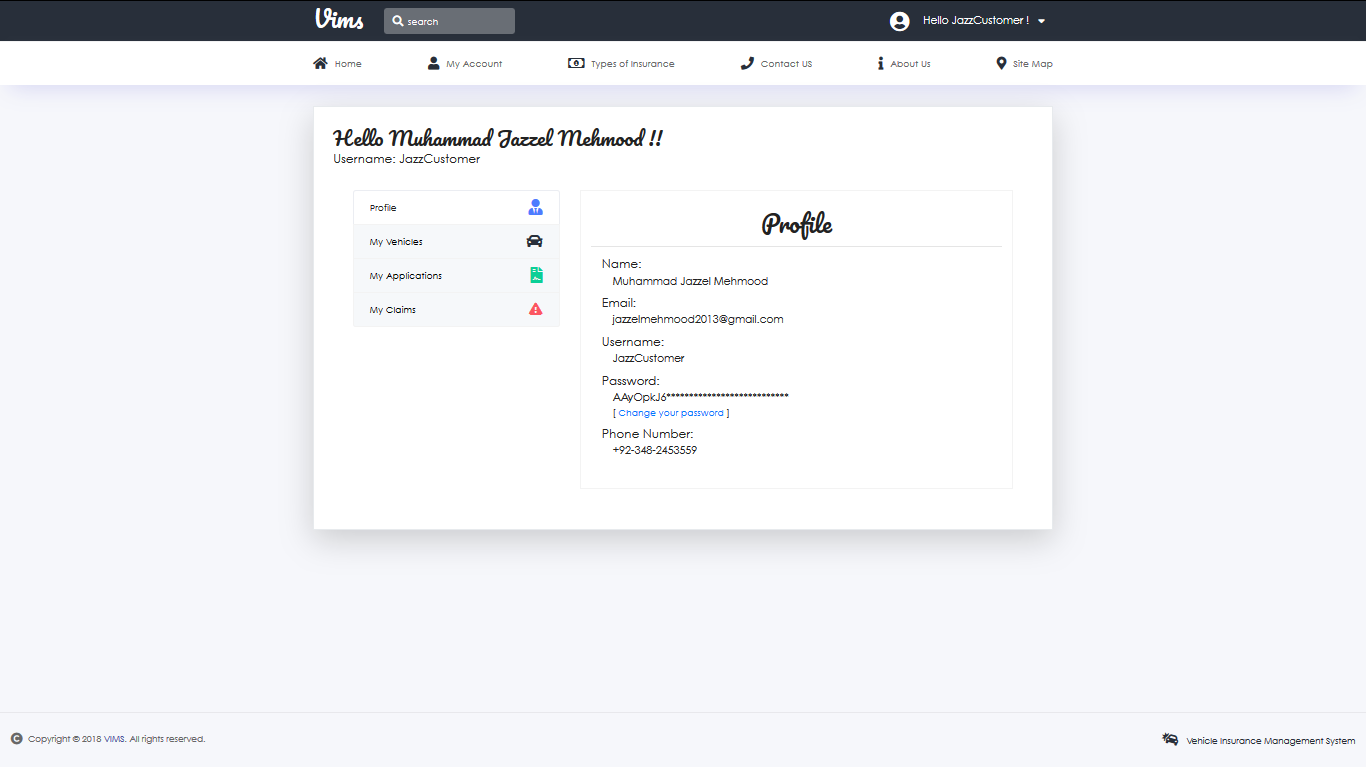 Vims search Hello JazzCustomer !
Home My Account Types of Insurance Contact US About Us Site Map
Hello Muhammad Jazzel Mehmood !!
Username: JazzCustomer
Profile
My Vehicles
My Applications
My Claims
Profile
Name:
Muhammad Jazzel Mehmood
Email:
jazzelmehmood2013@gmail.com
Username:
JazzCustomer
Password:
AAyOpkJ6***************************
[ Change your password ]
Phone Number:
+92-348-2453559
Copyright © 2018 VIMS. All rights reserved.
Vehicle Insurance Management System